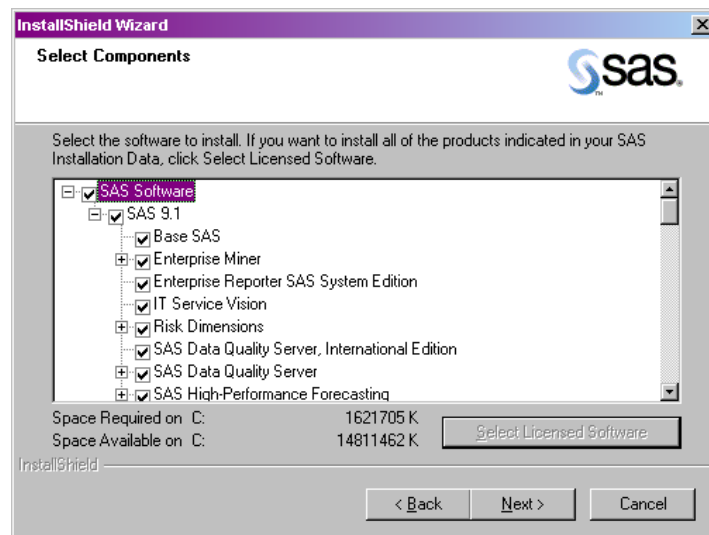 InstallShield Wizard
Select Components
sas.
TM
Select the software to install. If you want to install all of the products indicated in your SAS
Installation Data, click Select Licensed Software.
SAS Software
SAS 9.1
Base SAS
Enterprise Miner
Enterprise Reporter SAS System Edition
IT Service Vision
Risk Dimensions
SAS Data Quality Server, International Edition
SAS Data Quality Server
SAS High-Performance Forecasting
Space Required on C: 1621705 K
Space Available on C: 14811462 K
Select Licensed Software
InstallShield
< Back Next > Cancel